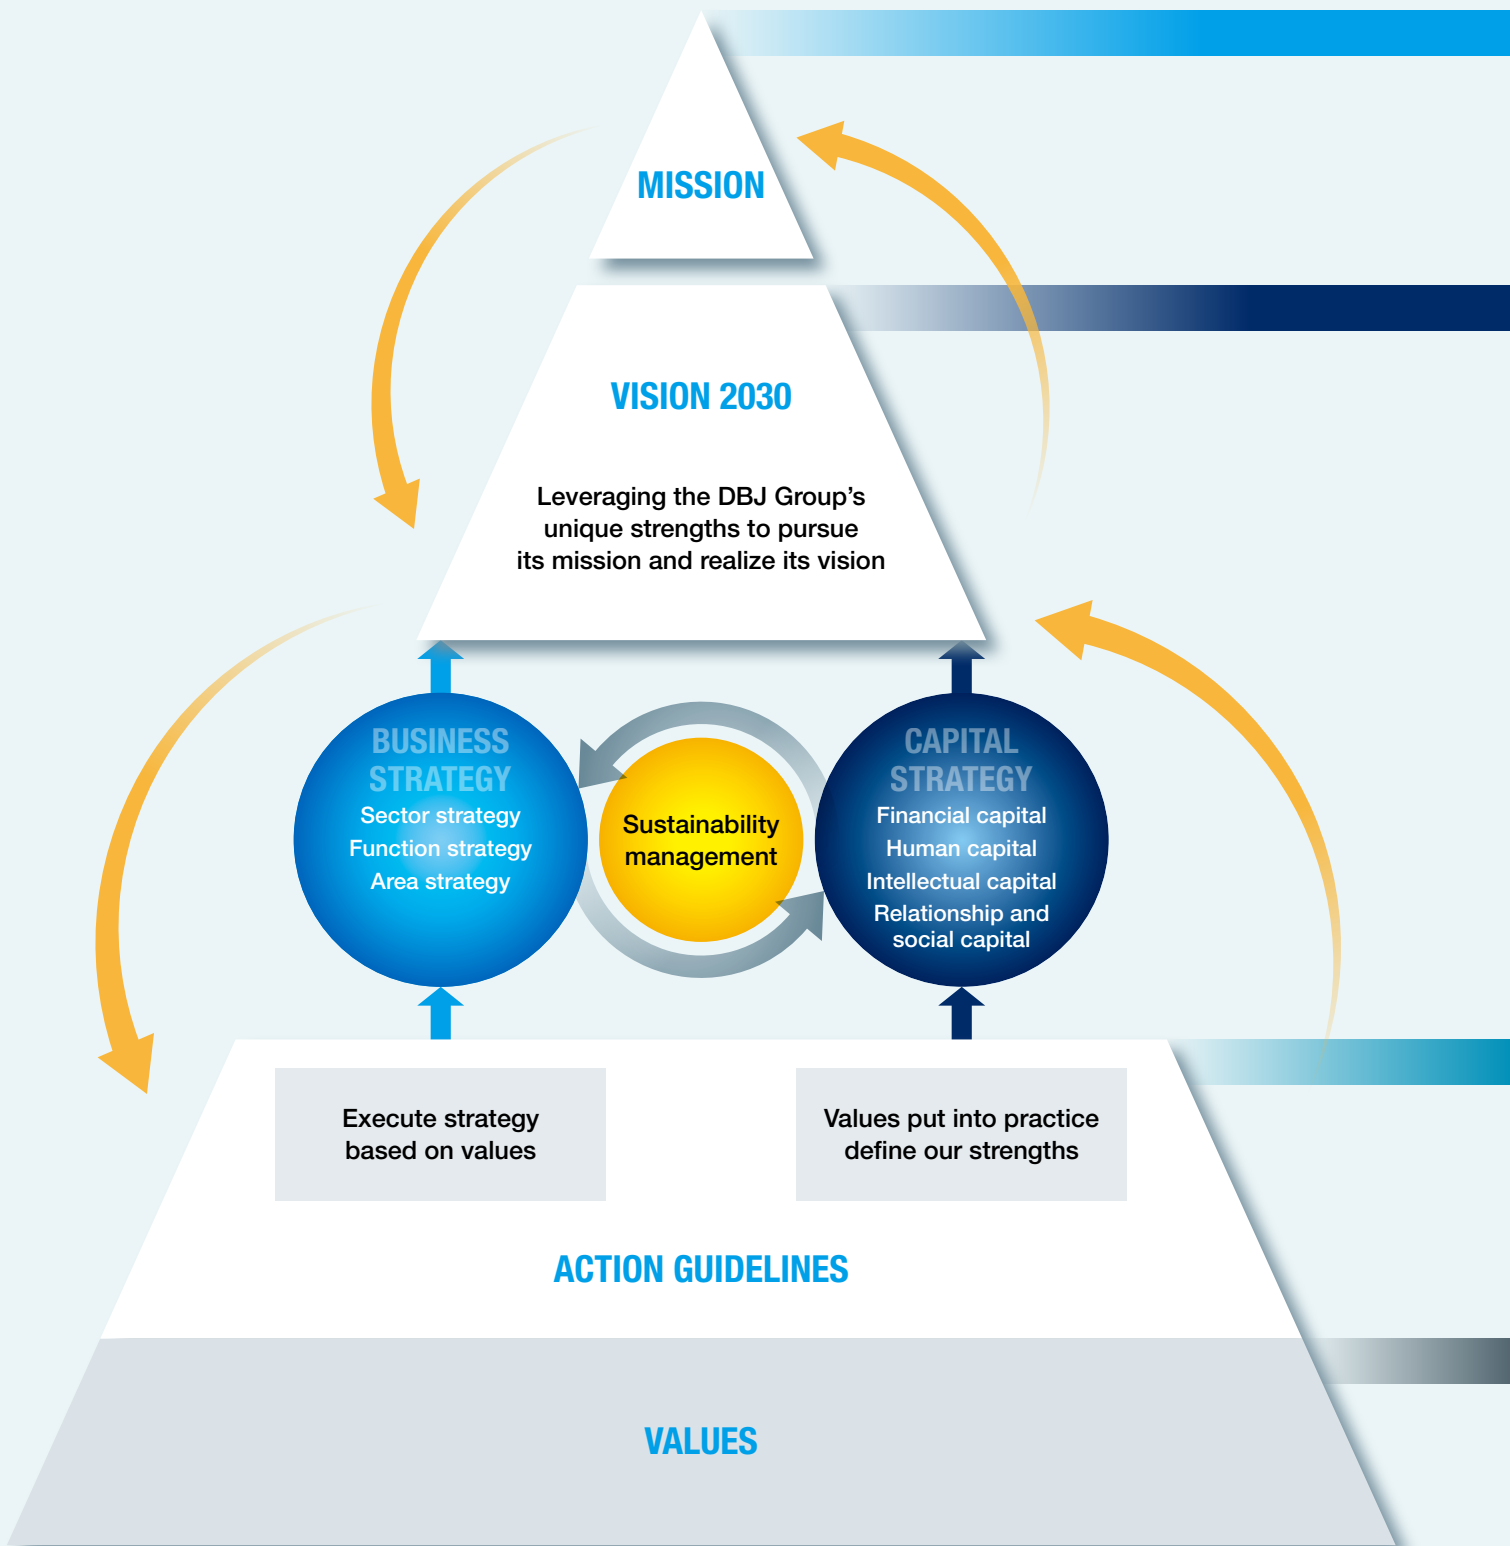 MISSION
VISION 2030
Leveraging the DBJ Group's
unique strengths to pursue
its mission and realize its vision
BUSINESS
STRATEGY
Sector strategy
Function strategy
Area strategy
Sustainability
management
CAPITAL
STRATEGY
Financial capital
Human capital
Intellectual capital
Relationship and
social capital
Execute strategy
based on values
Values put into practice
define our strengths
ACTION GUIDELINES
VALUES